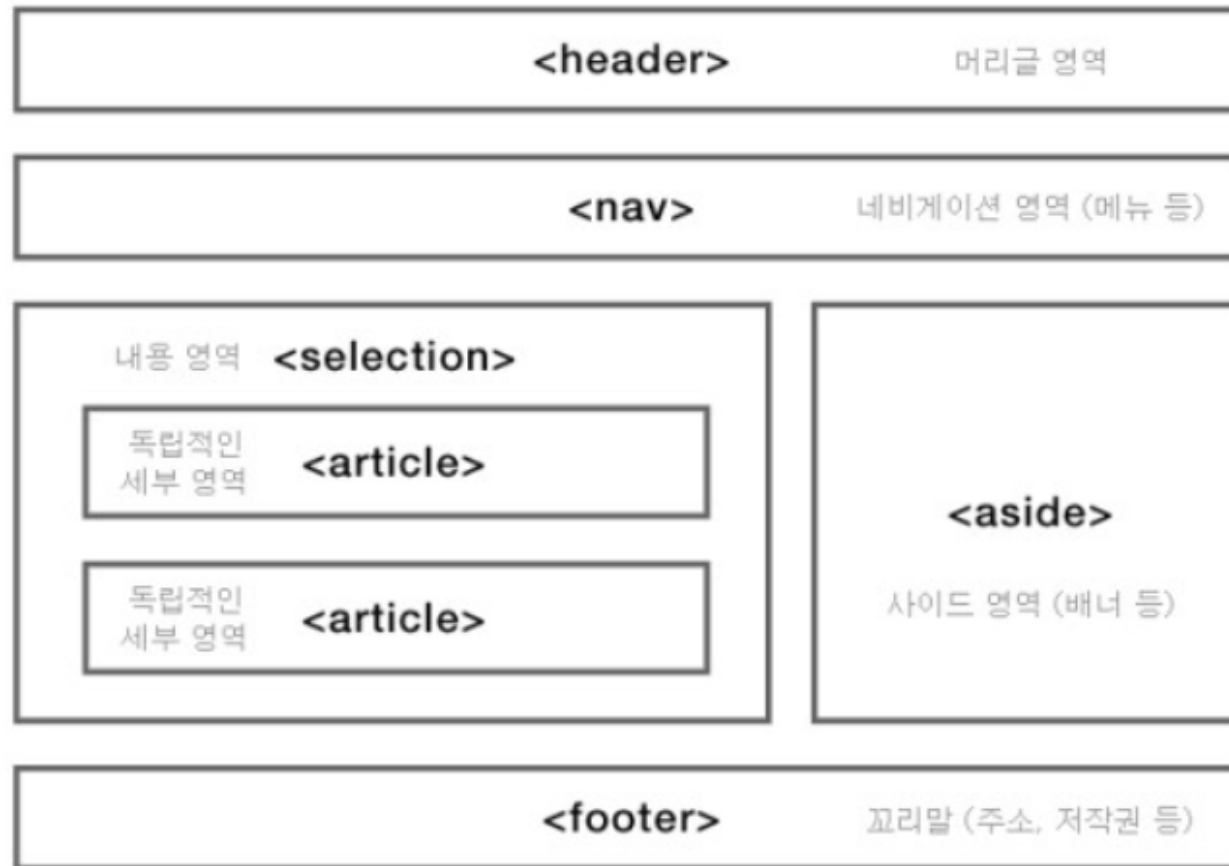 <header> 머리글 영역
<nav> 네비게이션 영역 (메뉴 등)
내용 영역 <selection>
독립적인
세부 영역
<article>
독립적인
세부 영역
<article>
<aside>
사이드 영역 (배너 등)
<footer> 꼬리말 (주소, 저작권 등)